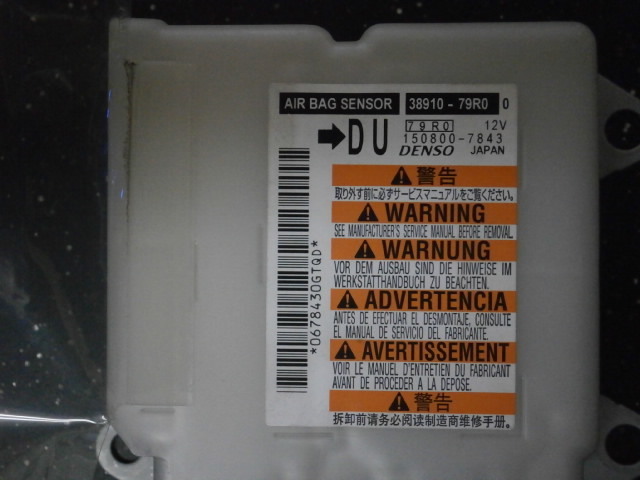 AIR BAG SENSOR 38910 - 79R0 0
➡DU 79R0 12V
150800-7843
DENSO JAPAN
警告
取り外す前に必ずサービスマニュアルをご覧ください。
WARNING
SEE MANUFACTURER'S SERVICE MANUAL BEFORE REMOVAL.
WARNUNG
VOR DEM AUSBAU SIND DIE HINWEISE IM
WERKSTATTHANDBUCH ZU BEACHTEN.
ADVERTENCIA
ANTES DE EFECTUAR EL DESMONTAJE, CONSULTE
EL MANUAL DE SERVICIO DEL FABRICANTE.
AVERTISSEMENT
VOIR LE MANUEL D'ENTRETIEN DU FABRICANT
AVANT DE PROCÉDER A LA DEPOSE.
警告
拆卸前请务必阅读制造商维修手册.
*0678430GTQD*